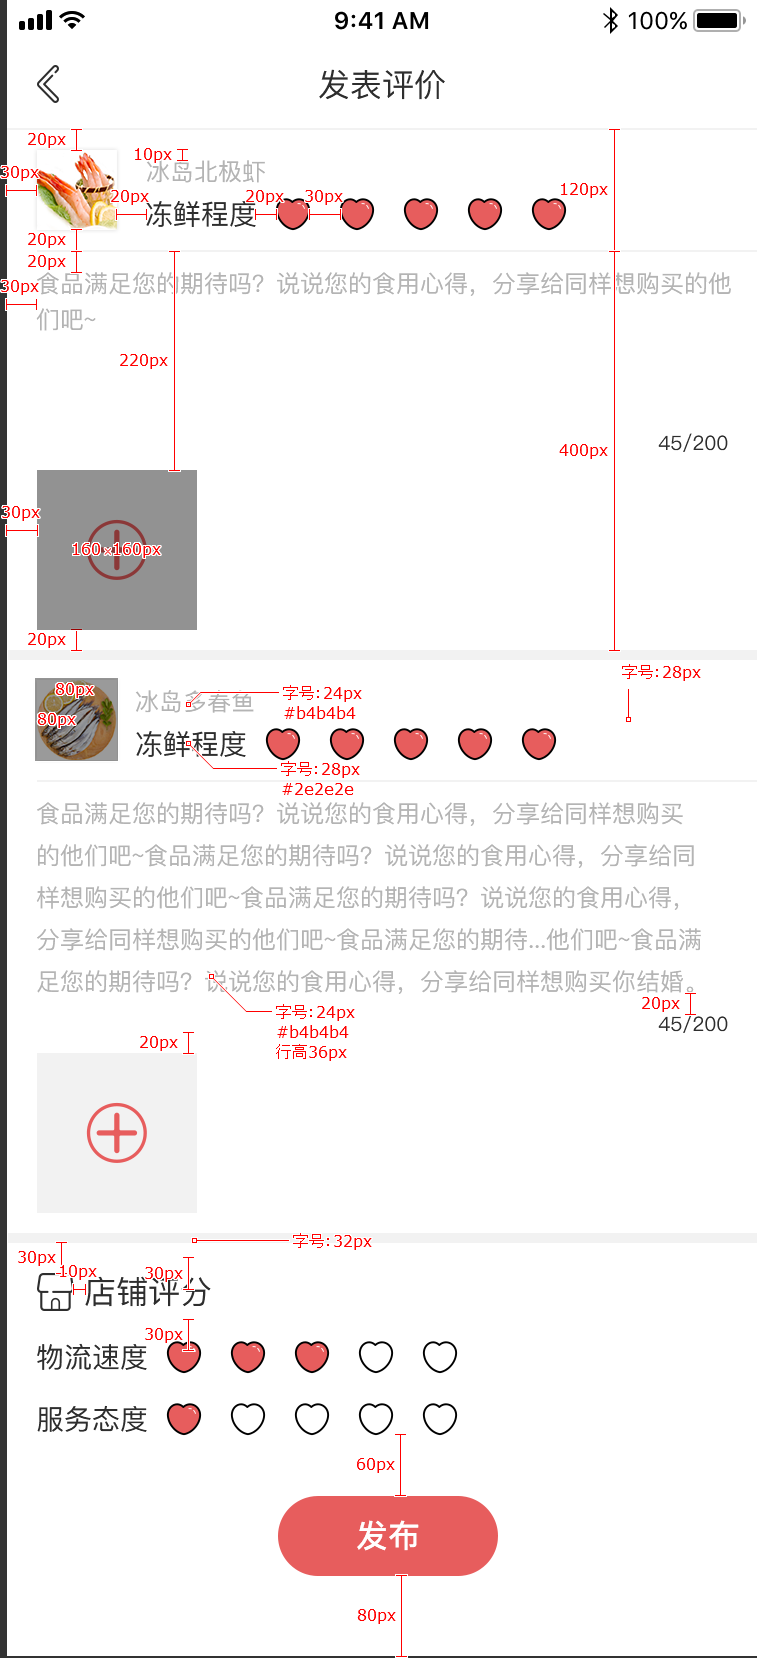 9:41 AM
100%
发表评价
20px
10px
30px
冰岛北极虾
120px
20px
20px
30px
冻鲜程度
20px
20px
30px
食品满足您的期待吗？说说您的食用心得，分享给同样想购买的他
们吧~
220px
45/200
400px
30px
160×160px
20px
字号：28px
80px
冰岛多春鱼
字号：24px
#b4b4b4
80px
冻鲜程度
字号：28px
#2e2e2e
食品满足您的期待吗？说说您的食用心得，分享给同样想购买
的他们吧~食品满足您的期待吗？说说您的食用心得，分享给同
样想购买的他们吧~食品满足您的期待吗？说说您的食用心得，
分享给同样想购买的他们吧~食品满足您的期待...他们吧~食品满
足您的期待吗？说说您的食用心得，分享给同样想购买你结婚。
20px
字号：24px
#b4b4b4
行高36px
45/200
20px
字号：32px
30px
10px
30px
店铺评分
30px
物流速度
服务态度
60px
发布
80px